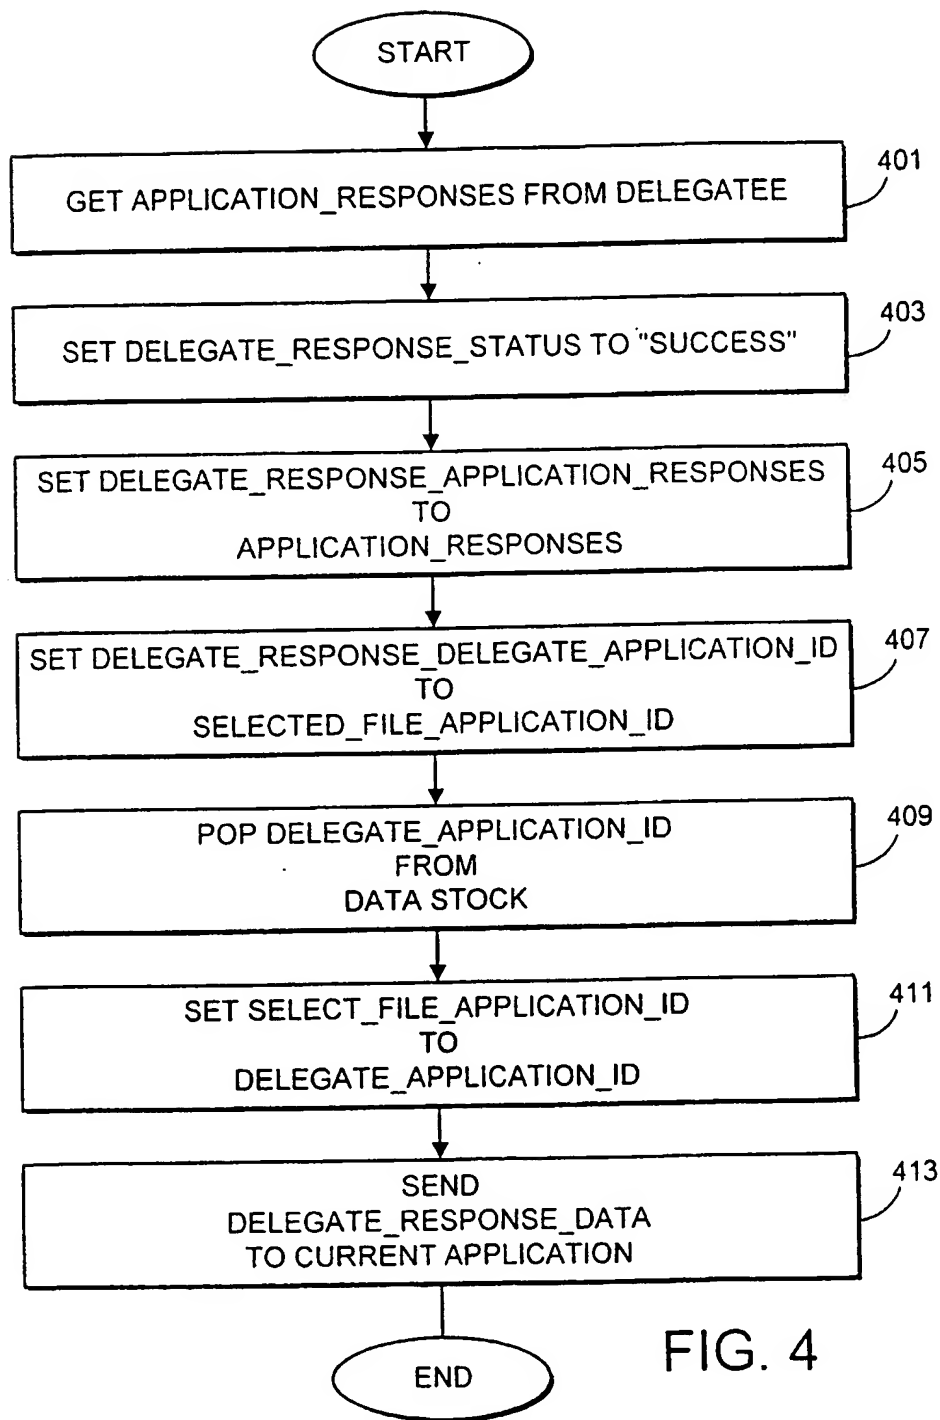 START
GET APPLICATION_RESPONSES FROM DELEGATEE
401
SET DELEGATE_RESPONSE_STATUS TO "SUCCESS"
403
SET DELEGATE_RESPONSE_APPLICATION_RESPONSES
TO
APPLICATION_RESPONSES
405
SET DELEGATE_RESPONSE_DELEGATE_APPLICATION_ID
TO
SELECTED_FILE_APPLICATION_ID
407
POP DELEGATE_APPLICATION_ID
FROM
DATA STOCK
409
SET SELECT_FILE_APPLICATION_ID
TO
DELEGATE_APPLICATION_ID
411
SEND
DELEGATE_RESPONSE_DATA
TO CURRENT APPLICATION
413
END
FIG. 4